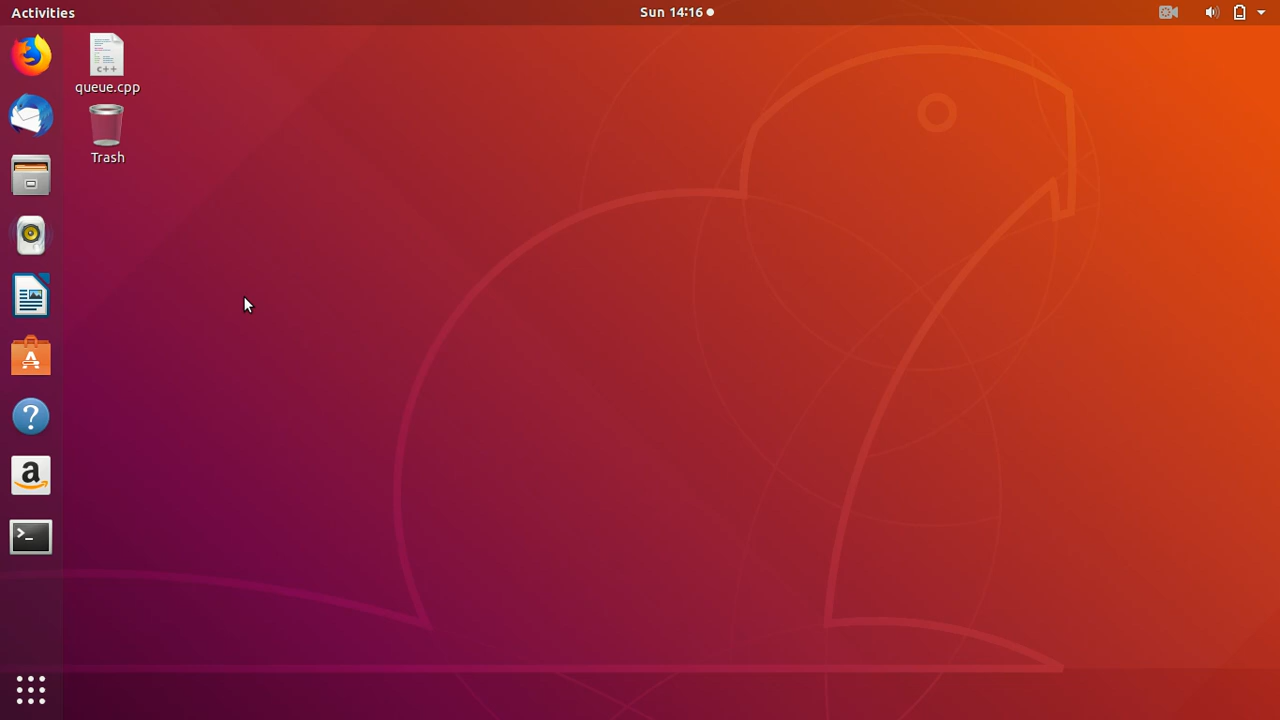 Activities
Sun 14:16
C++
queue.cpp
Trash
a
>_